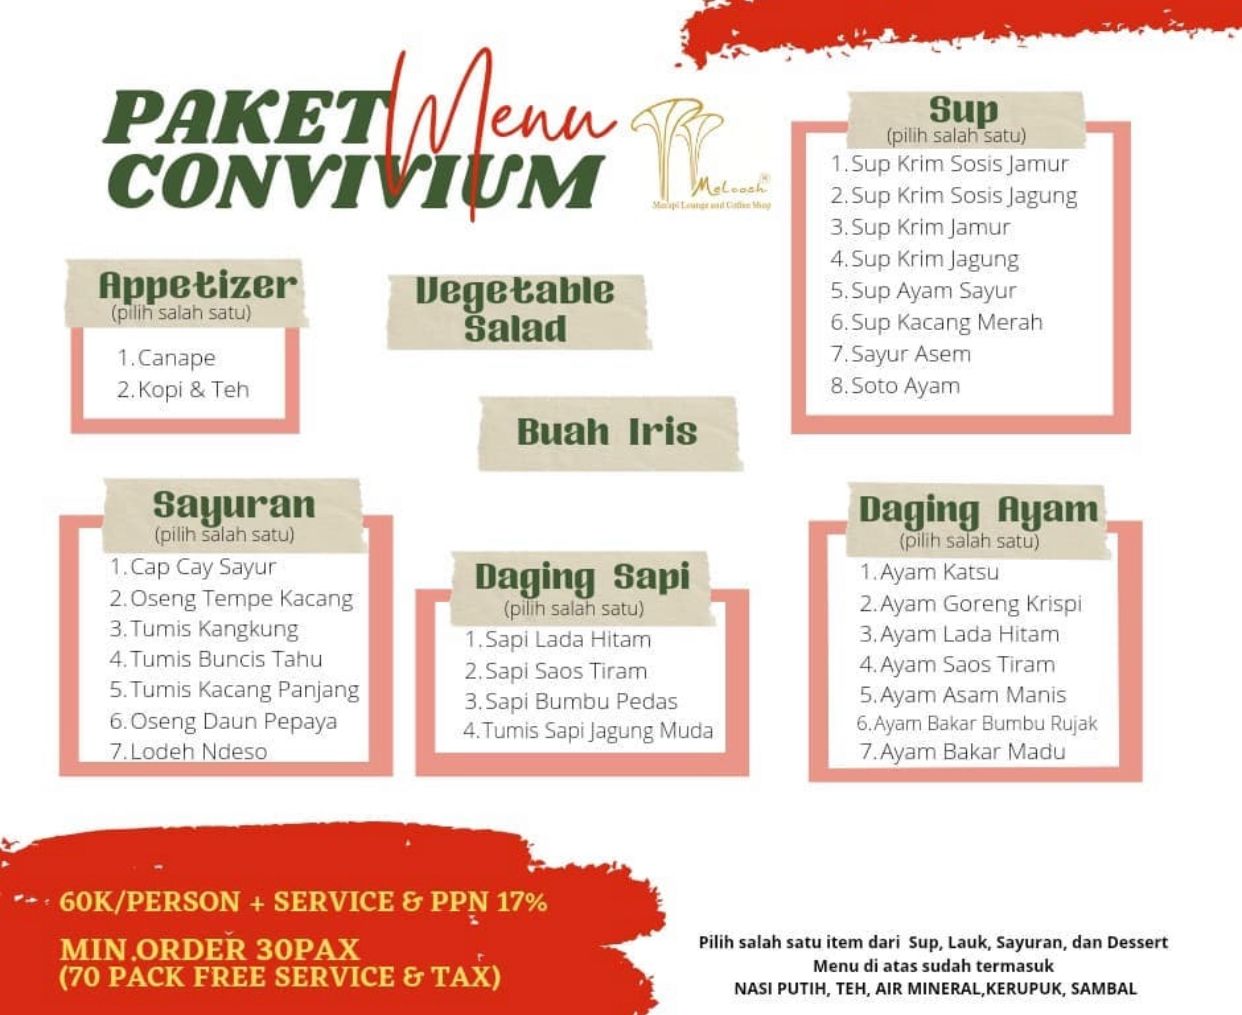 PAKET Menu
CONVIVIUM
Meloosh®
Merapi Lounge and Coffee Shop
Appetizer
(pilih salah satu)
1.Canape
2.Kopi & Teh
Vegetable
Salad
Buah Iris
Sup
(pilih salah satu)
1.Sup Krim Sosis Jamur
2.Sup Krim Sosis Jagung
3.Sup Krim Jamur
4.Sup Krim Jagung
5.Sup Ayam Sayur
6.Sup Kacang Merah
7.Sayur Asem
8.Soto Ayam
Sayuran
(pilih salah satu)
1.Cap Cay Sayur
2.Oseng Tempe Kacang
3.Tumis Kangkung
4.Tumis Buncis Tahu
5.Tumis Kacang Panjang
6.Oseng Daun Pepaya
7.Lodeh Ndeso
Daging Sapi
(pilih salah satu)
1.Sapi Lada Hitam
2.Sapi Saos Tiram
3.Sapi Bumbu Pedas
4.Tumis Sapi Jagung Muda
Daging Ayam
(pilih salah satu)
1.Ayam Katsu
2.Ayam Goreng Krispi
3.Ayam Lada Hitam
4.Ayam Saos Tiram
5.Ayam Asam Manis
6.Ayam Bakar Bumbu Rujak
7.Ayam Bakar Madu
60K/PERSON + SERVICE & PPN 17%
MIN.ORDER 30PAX
(70 PACK FREE SERVICE & TAX)
Pilih salah satu item dari Sup, Lauk, Sayuran, dan Dessert
Menu di atas sudah termasuk
NASI PUTIH, TEH, AIR MINERAL,KERUPUK, SAMBAL